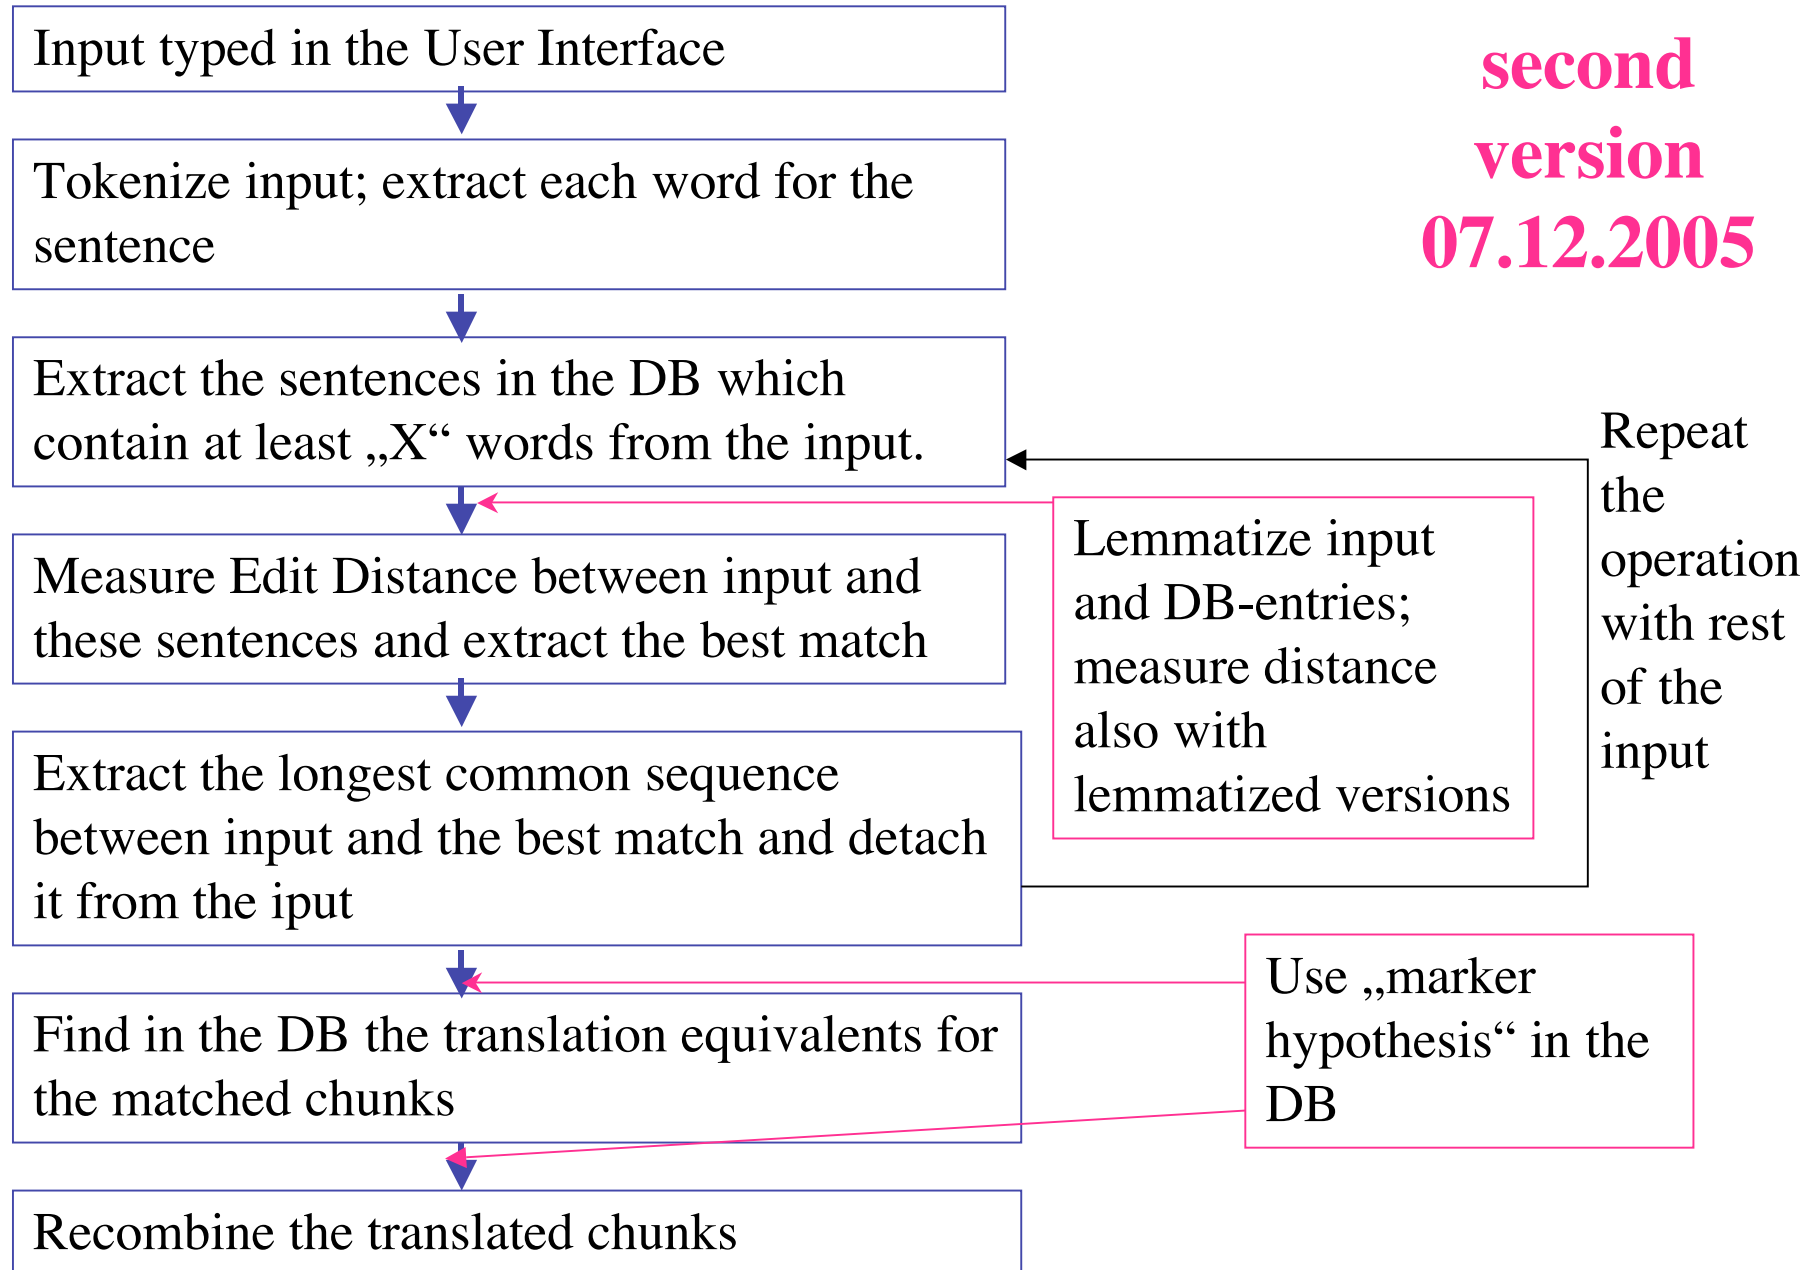 Input typed in the User Interface
second
version
07.12.2005
Tokenize input; extract each word for the
sentence
Extract the sentences in the DB which
contain at least „X“ words from the input.
Repeat
the
operation
with rest
of the
input
Lemmatize input
and DB-entries;
measure distance
also with
lemmatized versions
Measure Edit Distance between input and
these sentences and extract the best match
Extract the longest common sequence
between input and the best match and detach
it from the iput
Use „marker
hypothesis“ in the
DB
Find in the DB the translation equivalents for
the matched chunks
Recombine the translated chunks